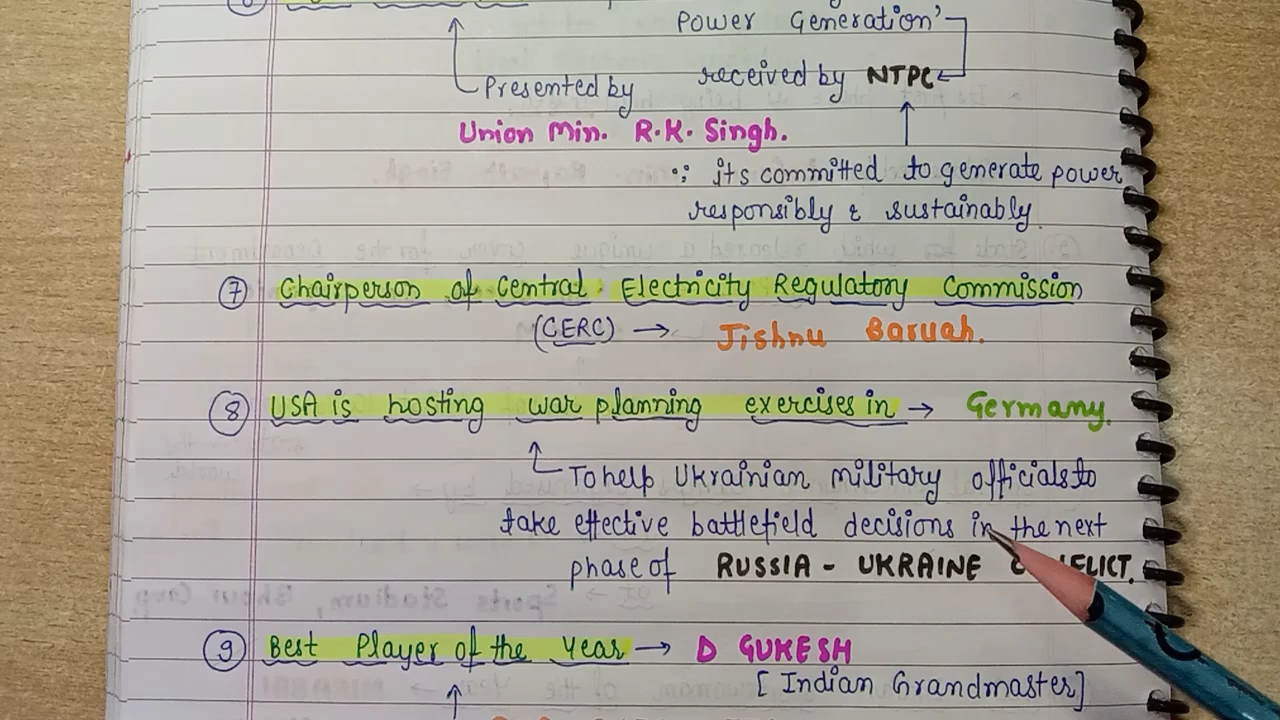 Power Generation'
Presented by received by NTPC
Union Min. R.K. Singh.
∵ its committed to generate power
responsibly & sustainably.
⑦ Chairperson of Central Electricity Regulatory Commission
(CERC) → Jishnu Baruah.
⑧ USA is hosting war planning exercises in → Germany.
To help Ukrainian military officials to
take effective battlefield decisions in the next
phase of RUSSIA - UKRAINE CONFLICT.
⑨ Best Player of the Year → D GUKESH
[Indian Grandmaster]